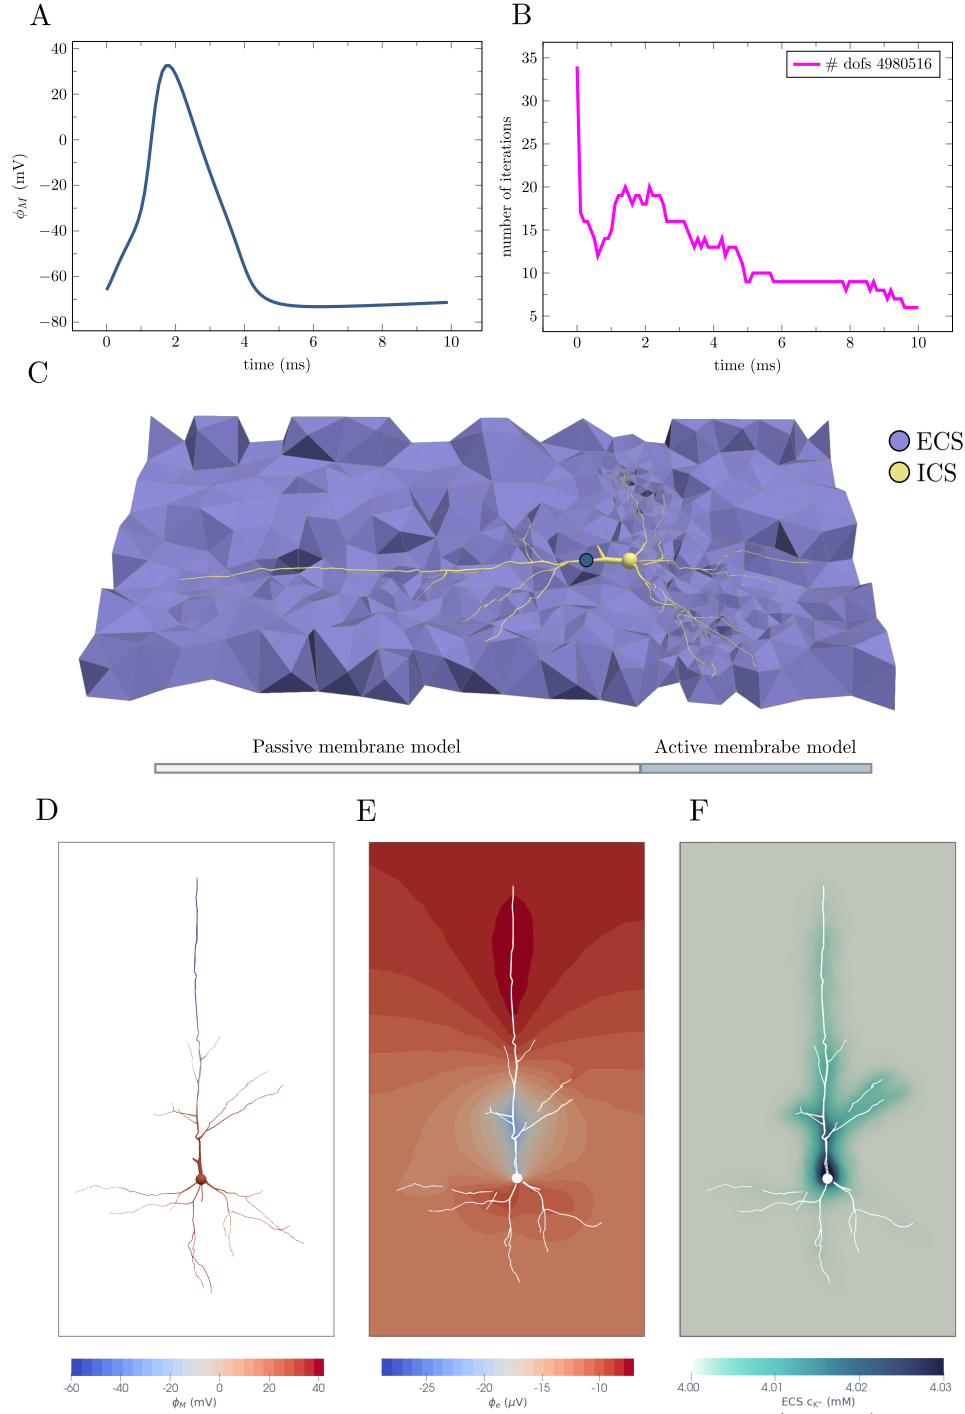 A
B
40
20
0
−20
−40
−60
−80
ϕM (mV)
0
2
4
6
8
10
time (ms)
# dofs 4980516
35
30
25
20
15
10
5
number of iterations
0
2
4
6
8
10
time (ms)
C
ECS
ICS
Passive membrane model
Active membrabe model
D
E
F
-60 -40 -20 0 20 40
ϕM (mV)
-25 -20 -15 -10
ϕe (µV)
4.00 4.01 4.02 4.03
ECS cK+ (mM)